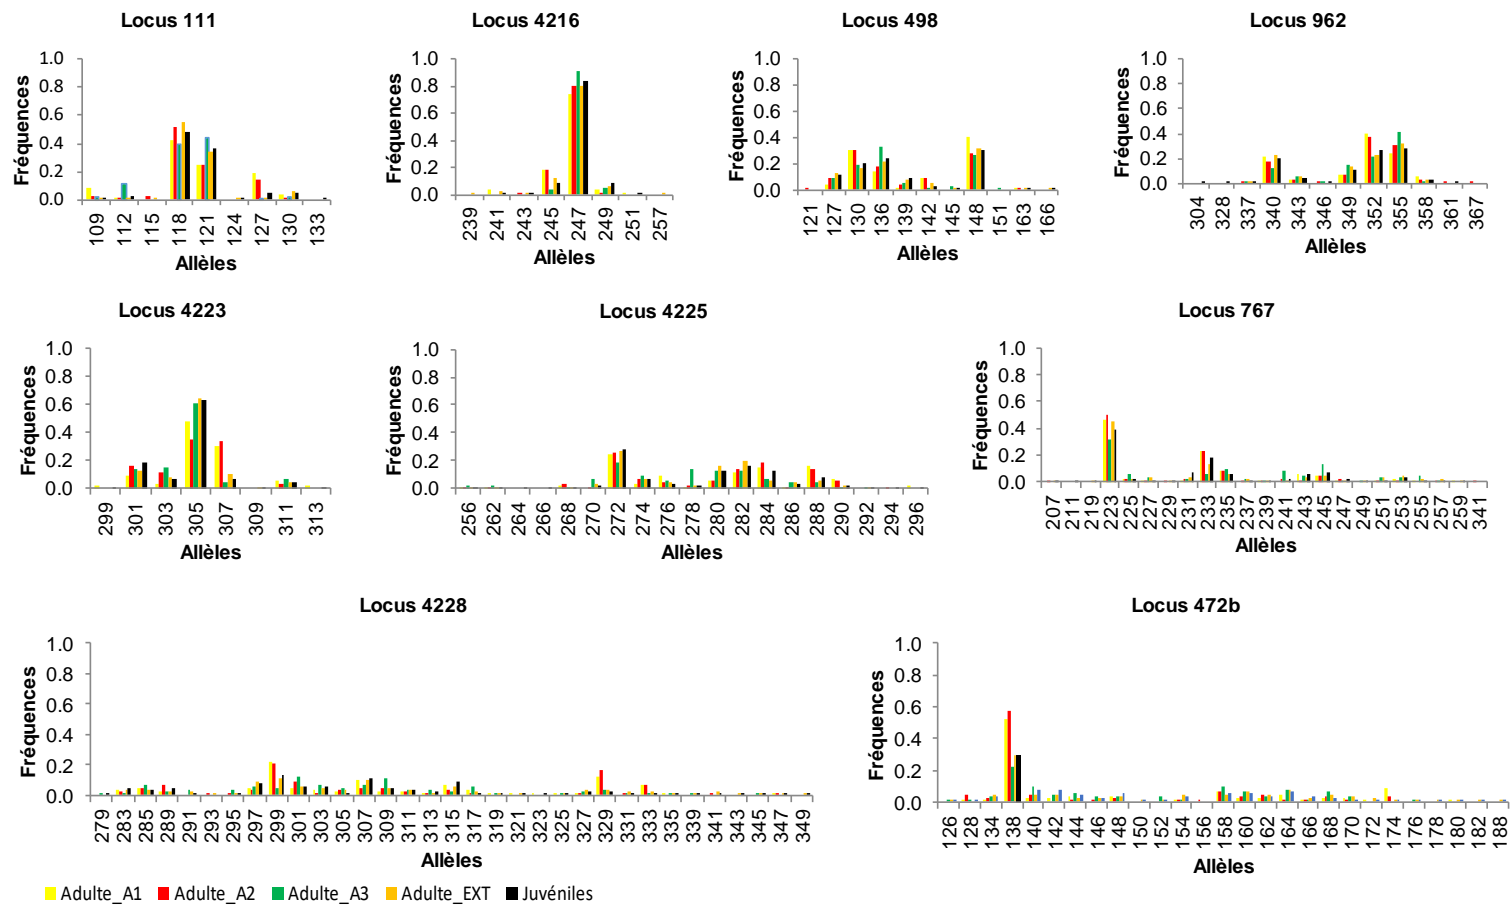 Locus 111
Locus 4216
Locus 498
Locus 962
Fréquences
1.0
0.8
0.6
0.4
0.2
0.0
109 112 115 118 121 124 127 130 133
Allèles
Fréquences
1.0
0.8
0.6
0.4
0.2
0.0
239 241 243 245 247 249 251 257
Allèles
Fréquences
1.0
0.8
0.6
0.4
0.2
0.0
121 127 130 136 139 142 145 148 151 163 166
Allèles
Fréquences
1.0
0.8
0.6
0.4
0.2
0.0
304 328 337 340 343 346 349 352 355 358 361 367
Allèles
Locus 4223
Locus 4225
Locus 767
Fréquences
1.0
0.8
0.6
0.4
0.2
0.0
299 301 303 305 307 309 311 313
Allèles
Fréquences
1.0
0.8
0.6
0.4
0.2
0.0
256 262 264 266 268 270 272 274 276 278 280 282 284 286 288 290 292 294 296
Allèles
Fréquences
1.0
0.8
0.6
0.4
0.2
0.0
207 211 219 223 225 227 229 231 233 235 237 239 241 243 245 247 249 251 253 255 257 259 341
Allèles
Locus 4228
Locus 472b
Fréquences
1.0
0.8
0.6
0.4
0.2
0.0
279 283 285 289 291 293 295 297 299 301 303 305 307 309 311 313 315 317 319 321 323 325 327 329 331 333 335 339 341 343 345 347 349
Allèles
Fréquences
1.0
0.8
0.6
0.4
0.2
0.0
126 128 134 138 140 142 144 146 148 150 152 154 156 158 160 162 164 166 168 170 172 174 176 178 180 182 188
Allèles
Adulte_A1 Adulte_A2 Adulte_A3 Adulte_EXT Juvéniles